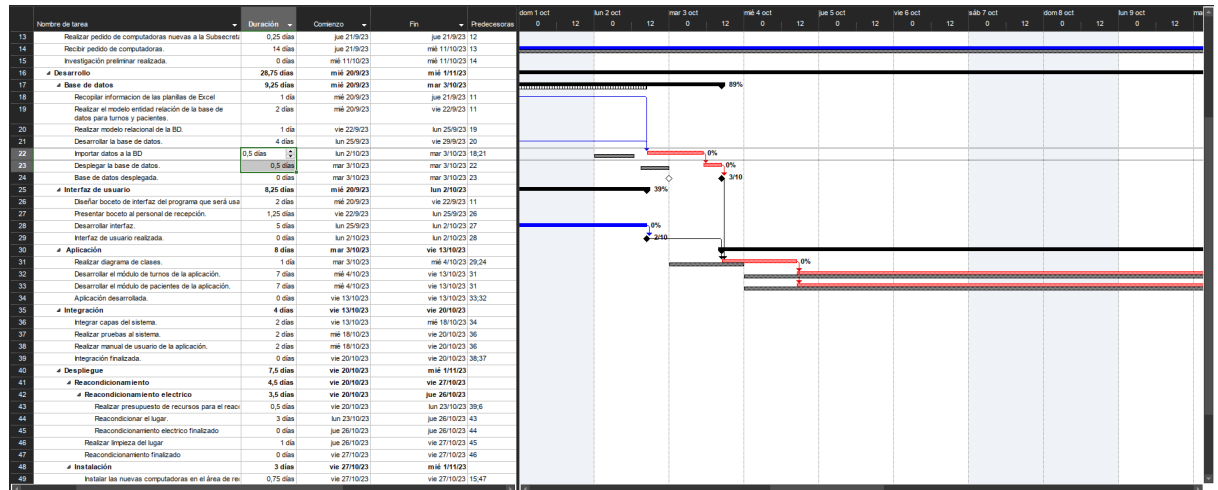 dom 1 oct lun 2 oct mar 3 oct mié 4 oct jue 5 oct vie 6 oct sáb 7 oct dom 8 oct lun 9 oct ma
Nombre de tarea Duración Comienzo Fin Predecesoras 0 12 0 12 0 12 0 12 0 12 0 12 0 12 0 12 0 12
13 Realizar pedido de computadoras nuevas a la Subsecreta 0,25 días jue 21/9/23 jue 21/9/23 12
14 Recibir pedido de computadoras. 14 días jue 21/9/23 mié 11/10/23 13
15 Investigación preliminar realizada. 0 días mié 11/10/23 mié 11/10/23 14
16 Desarrollo 28,75 días mié 20/9/23 mié 1/11/23
17 Base de datos 9,25 días mié 20/9/23 mar 3/10/23 89%
18 Recopilar informacion de las planillas de Excel 1 día mié 20/9/23 jue 21/9/23 11
19 Realizar el modelo entidad relación de la base de 2 días mié 20/9/23 vie 22/9/23 11
datos para turnos y pacientes.
20 Realizar modelo relacional de la BD. 1 día vie 22/9/23 lun 25/9/23 19
21 Desarrollar la base de datos. 4 días lun 25/9/23 vie 29/9/23 20
22 Importar datos a la BD 0,5 días lun 2/10/23 mar 3/10/23 18;21 0%
23 Desplegar la base de datos. 0,5 días mar 3/10/23 mar 3/10/23 22 0%
24 Base de datos desplegada. 0 días mar 3/10/23 mar 3/10/23 23 3/10
25 Interfaz de usuario 8,25 días mié 20/9/23 lun 2/10/23 39%
26 Diseñar boceto de interfaz del programa que será usa 2 días mié 20/9/23 vie 22/9/23 11
27 Presentar boceto al personal de recepción. 1,25 días vie 22/9/23 lun 25/9/23 26
28 Desarrollar interfaz. 5 días lun 25/9/23 lun 2/10/23 27 0%
29 Interfaz de usuario realizada. 0 días lun 2/10/23 lun 2/10/23 28 2/10
30 Aplicación 8 días mar 3/10/23 vie 13/10/23
31 Realizar diagrama de clases. 1 día mar 3/10/23 mié 4/10/23 29;24 0%
32 Desarrollar el módulo de turnos de la aplicación. 7 días mié 4/10/23 vie 13/10/23 31
33 Desarrollar el módulo de pacientes de la aplicación. 7 días mié 4/10/23 vie 13/10/23 31
34 Aplicación desarrollada. 0 días vie 13/10/23 vie 13/10/23 33;32
35 Integración 4 días vie 13/10/23 vie 20/10/23
36 Integrar capas del sistema. 2 días vie 13/10/23 mié 18/10/23 34
37 Realizar pruebas al sistema. 2 días mié 18/10/23 vie 20/10/23 36
38 Realizar manual de usuario de la aplicación. 2 días mié 18/10/23 vie 20/10/23 36
39 Integración finalizada. 0 días vie 20/10/23 vie 20/10/23 38;37
40 Despliegue 7,5 días vie 20/10/23 mié 1/11/23
41 Reacondicionamiento 4,5 días vie 20/10/23 vie 27/10/23
42 Reacondicionamiento electrico 3,5 días vie 20/10/23 jue 26/10/23
43 Realizar presupuesto de recursos para el reaco 0,5 días vie 20/10/23 lun 23/10/23 39;6
44 Reacondicionar el lugar. 3 días lun 23/10/23 jue 26/10/23 43
45 Reacondicionamiento electrico finalizado 0 días jue 26/10/23 jue 26/10/23 44
46 Realizar limpieza del lugar 1 día jue 26/10/23 vie 27/10/23 45
47 Reacondicionamiento finalizado 0 días vie 27/10/23 vie 27/10/23 46
48 Instalación 3 días vie 27/10/23 mié 1/11/23
49 Instalar las nuevas computadoras en el área de re 0,75 días vie 27/10/23 vie 27/10/23 15;47